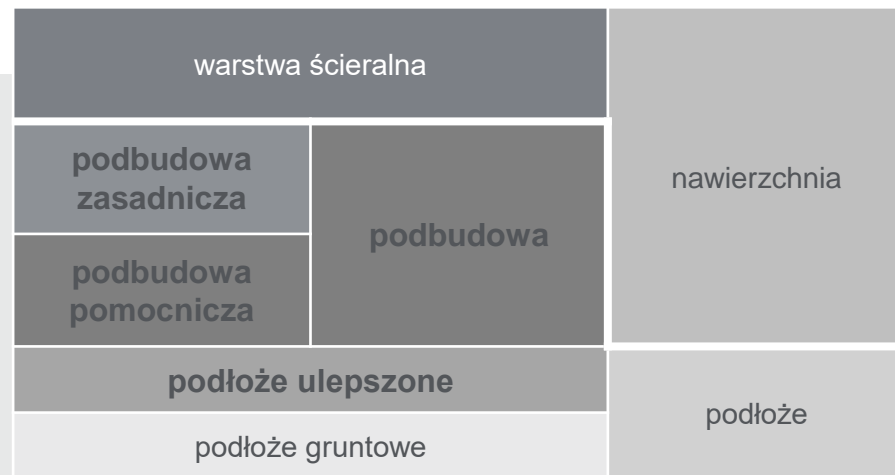 warstwa ścieralna
nawierzchnia
podbudowa
zasadnicza
podbudowa
podbudowa
pomocnicza
podłoże ulepszone
podłoże
podłoże gruntowe